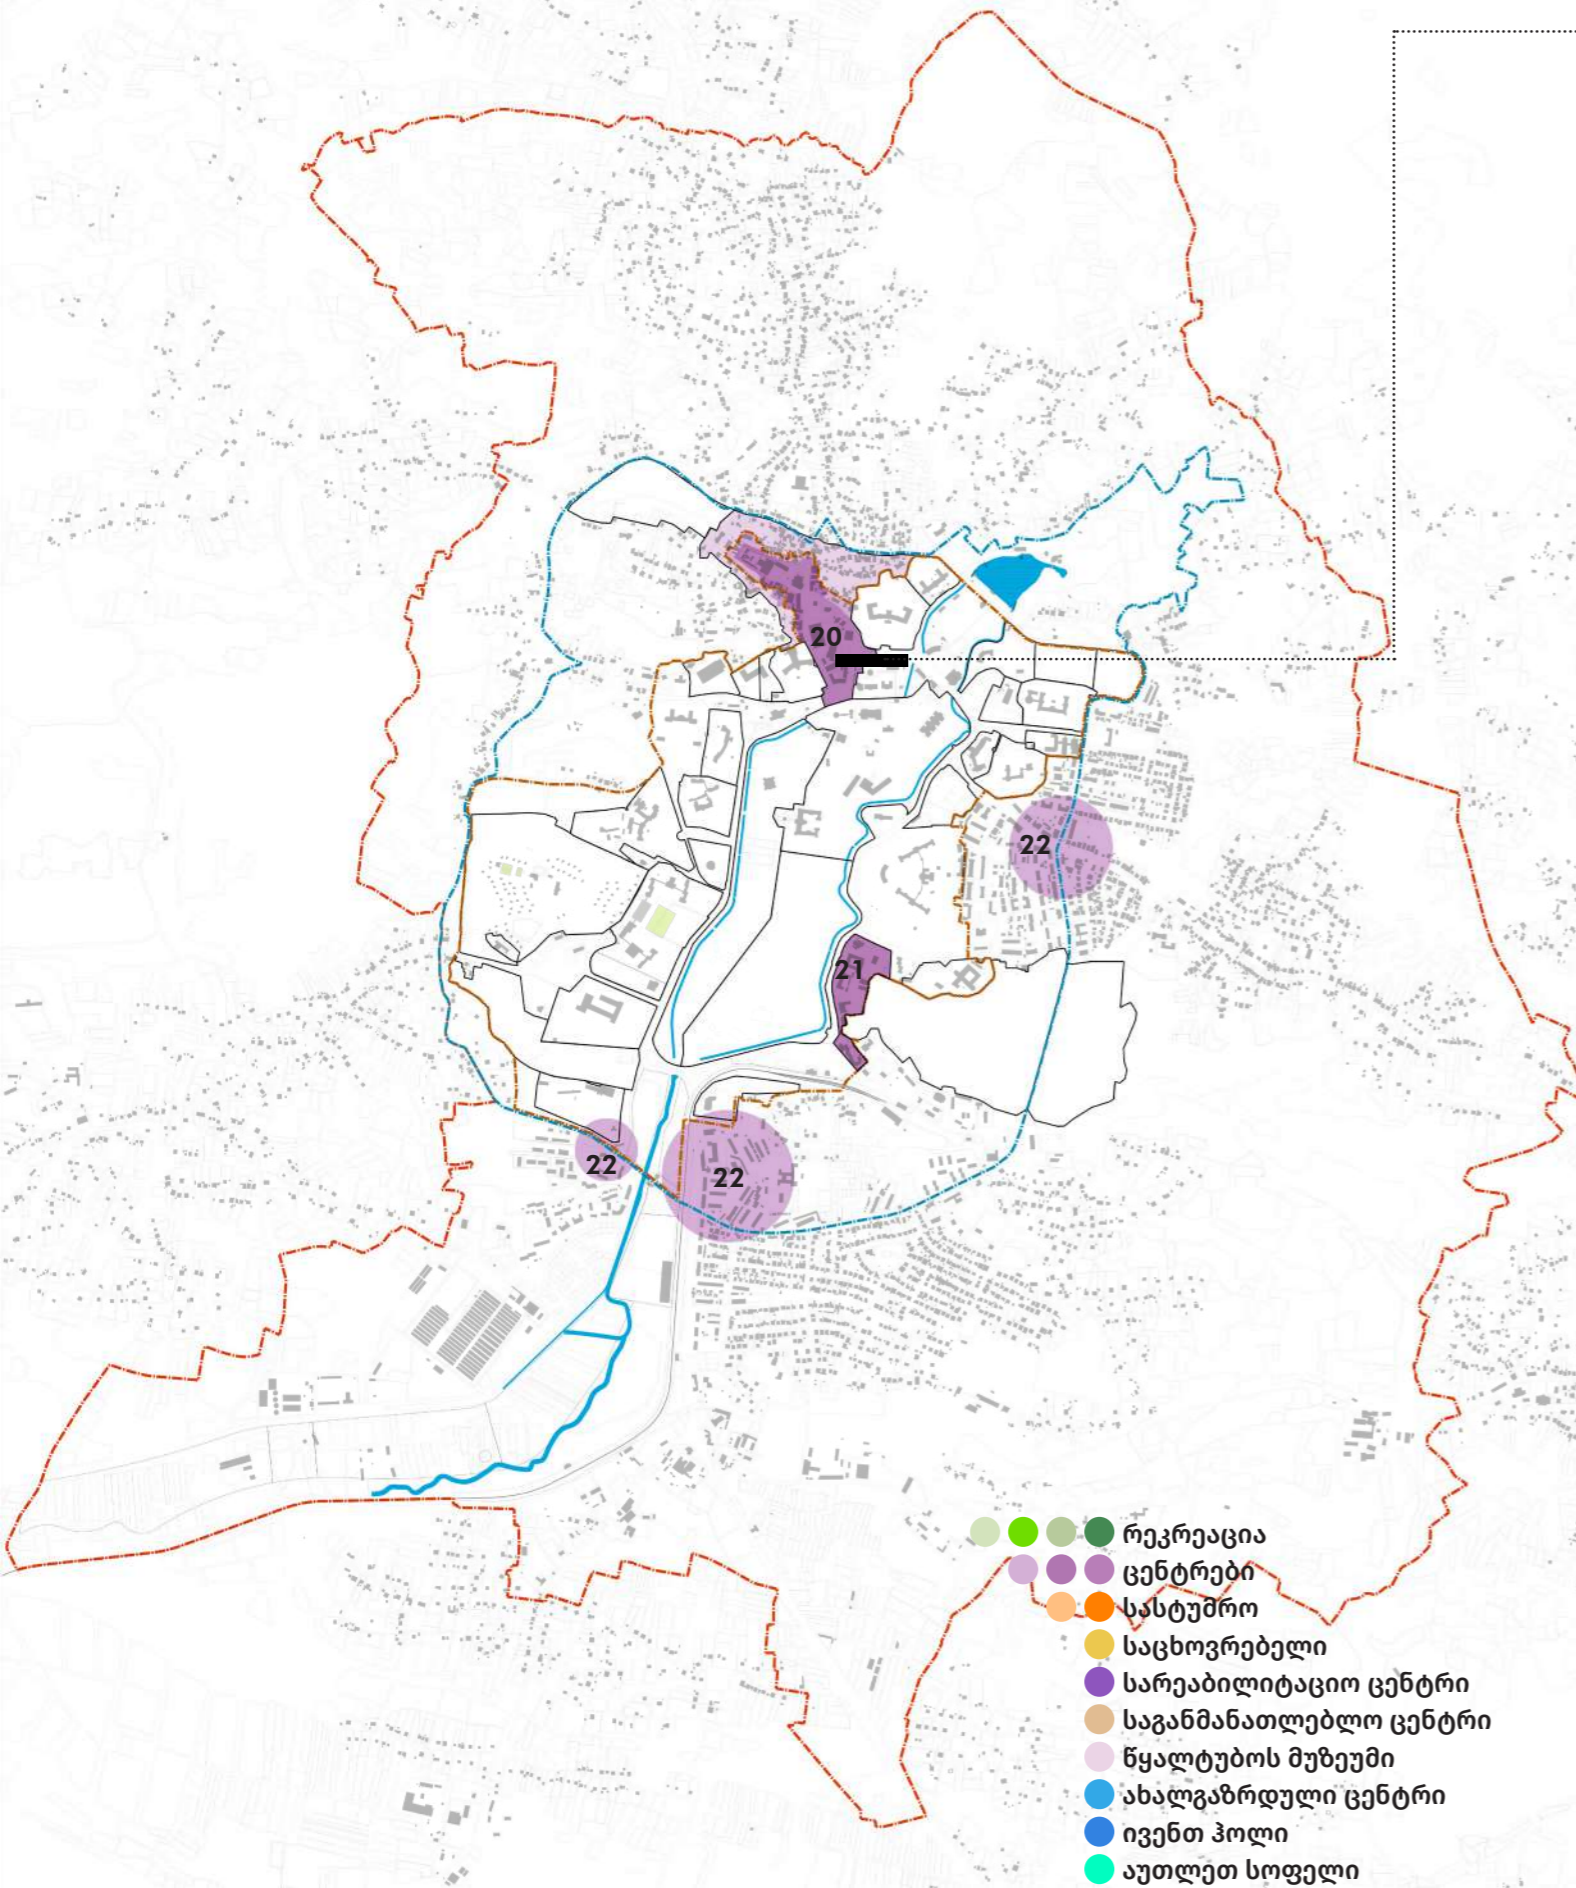 20
22
21
22
22
რეკრეაცია
ცენტრები
სასტუმრო
საცხოვრებელი
სარეაბილიტაციო ცენტრი
საგანმანათლებლო ცენტრი
წყალტუბოს მუზეუმი
ახალგაზრდული ცენტრი
ივენთ ჰოლი
აუთლეთ სოფელი